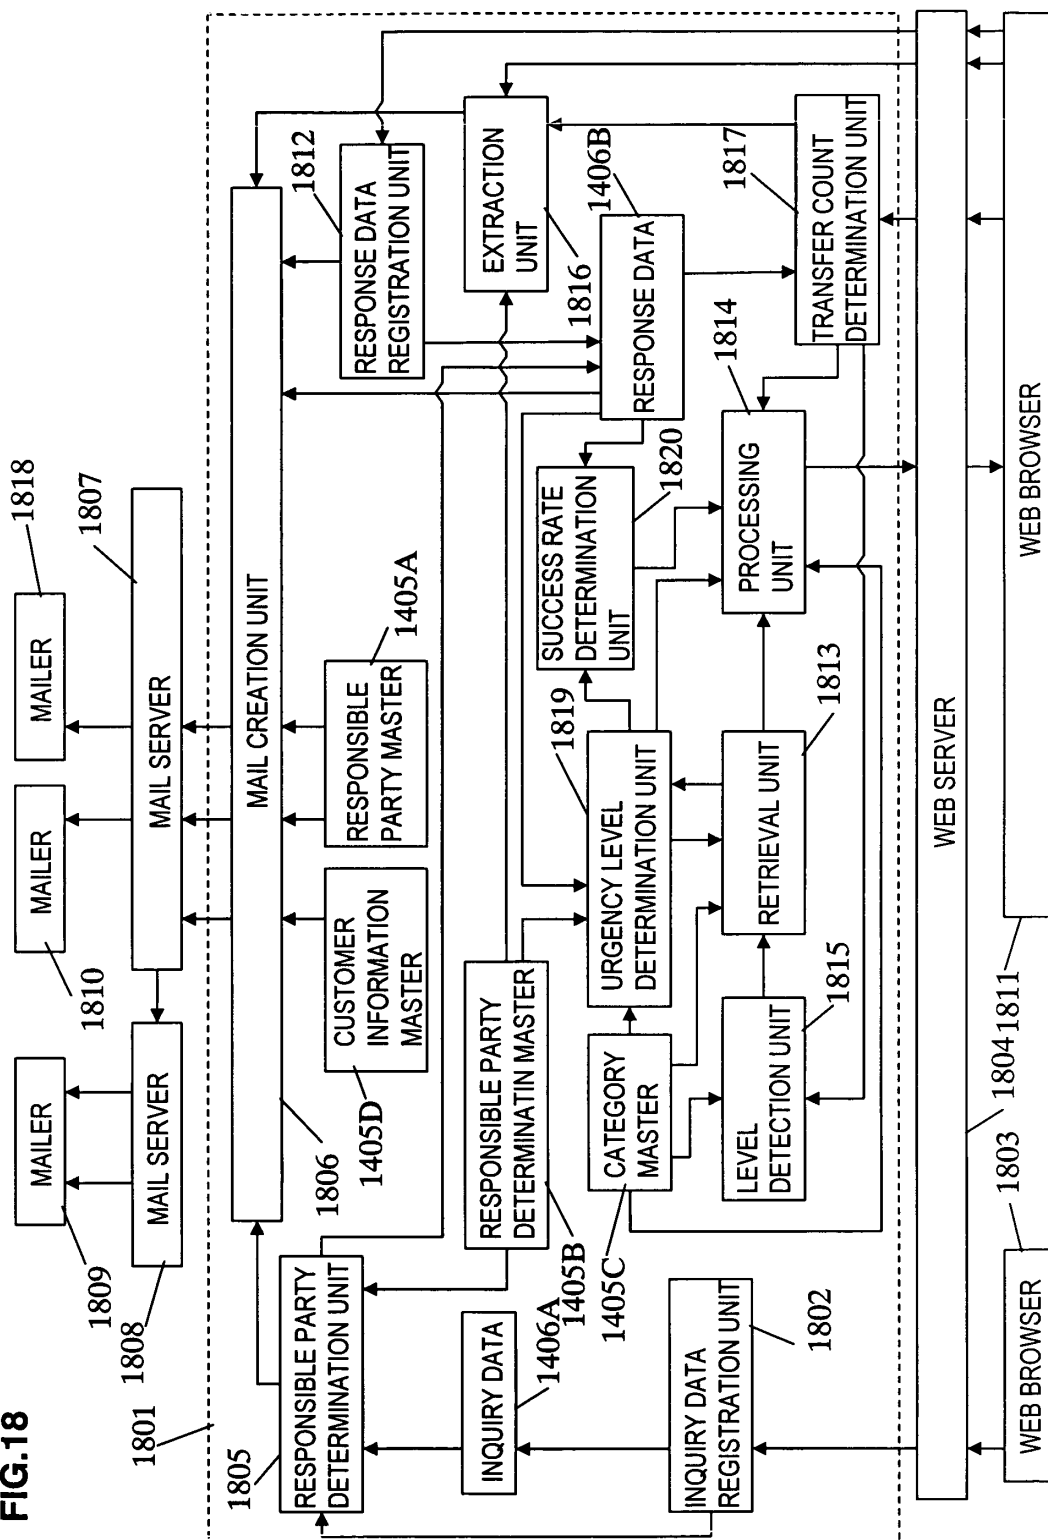 FIG.18
1801
MAILER
1809
MAILER
1810
MAILER
1818
MAIL SERVER
1808
MAIL SERVER
1807
MAIL CREATION UNIT
1806
1805
RESPONSIBLE PARTY
DETERMINATION UNIT
CUSTOMER
INFORMATION
MASTER
1405D
RESPONSIBLE
PARTY MASTER
1405A
RESPONSE DATA
REGISTRATION UNIT
1812
INQUIRY DATA
1406A
RESPONSIBLE PARTY
DETERMINATIN MASTER
1405B
EXTRACTION
UNIT
1816
SUCCESS RATE
DETERMINATION
UNIT
1820
RESPONSE DATA
1406B
CATEGORY
MASTER
1405C
URGENCY LEVEL
DETERMINATION UNIT
1819
INQUIRY DATA
REGISTRATION UNIT
1802
LEVEL
DETECTION UNIT
1815
RETRIEVAL UNIT
1813
PROCESSING
UNIT
1814
TRANSFER COUNT
DETERMINATION UNIT
1817
WEB SERVER
1804
WEB BROWSER
1803
WEB BROWSER
1811